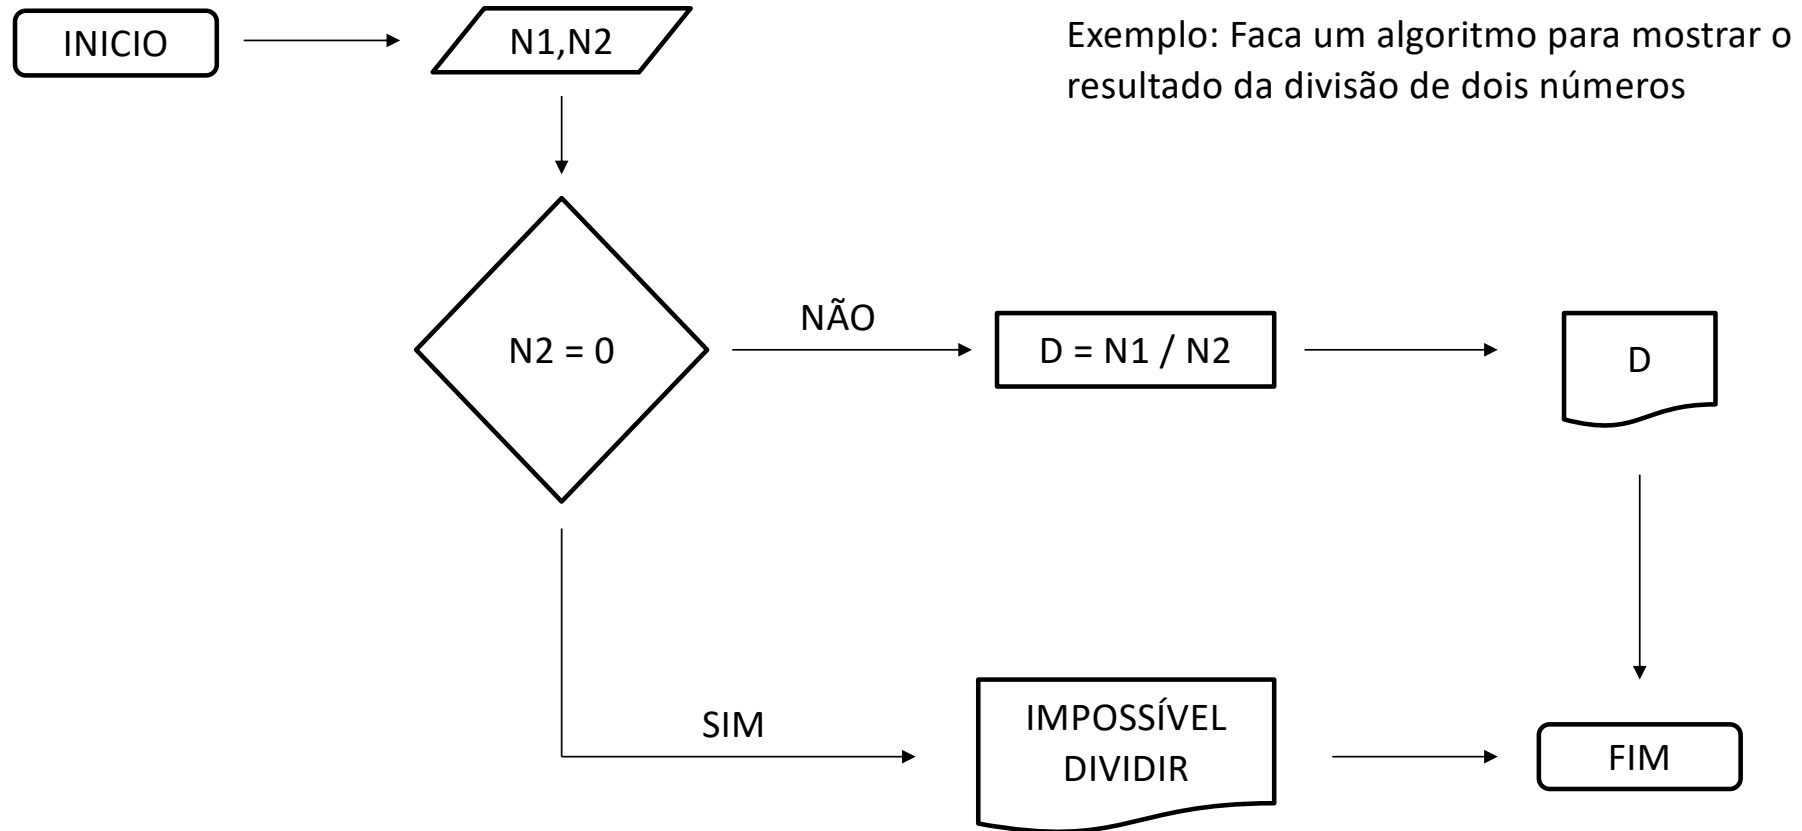 INICIO
N1,N2
Exemplo: Faca um algoritmo para mostrar o
resultado da divisão de dois números
N2 = 0
NÃO
D = N1 / N2
D
SIM
IMPOSSÍVEL
DIVIDIR
FIM